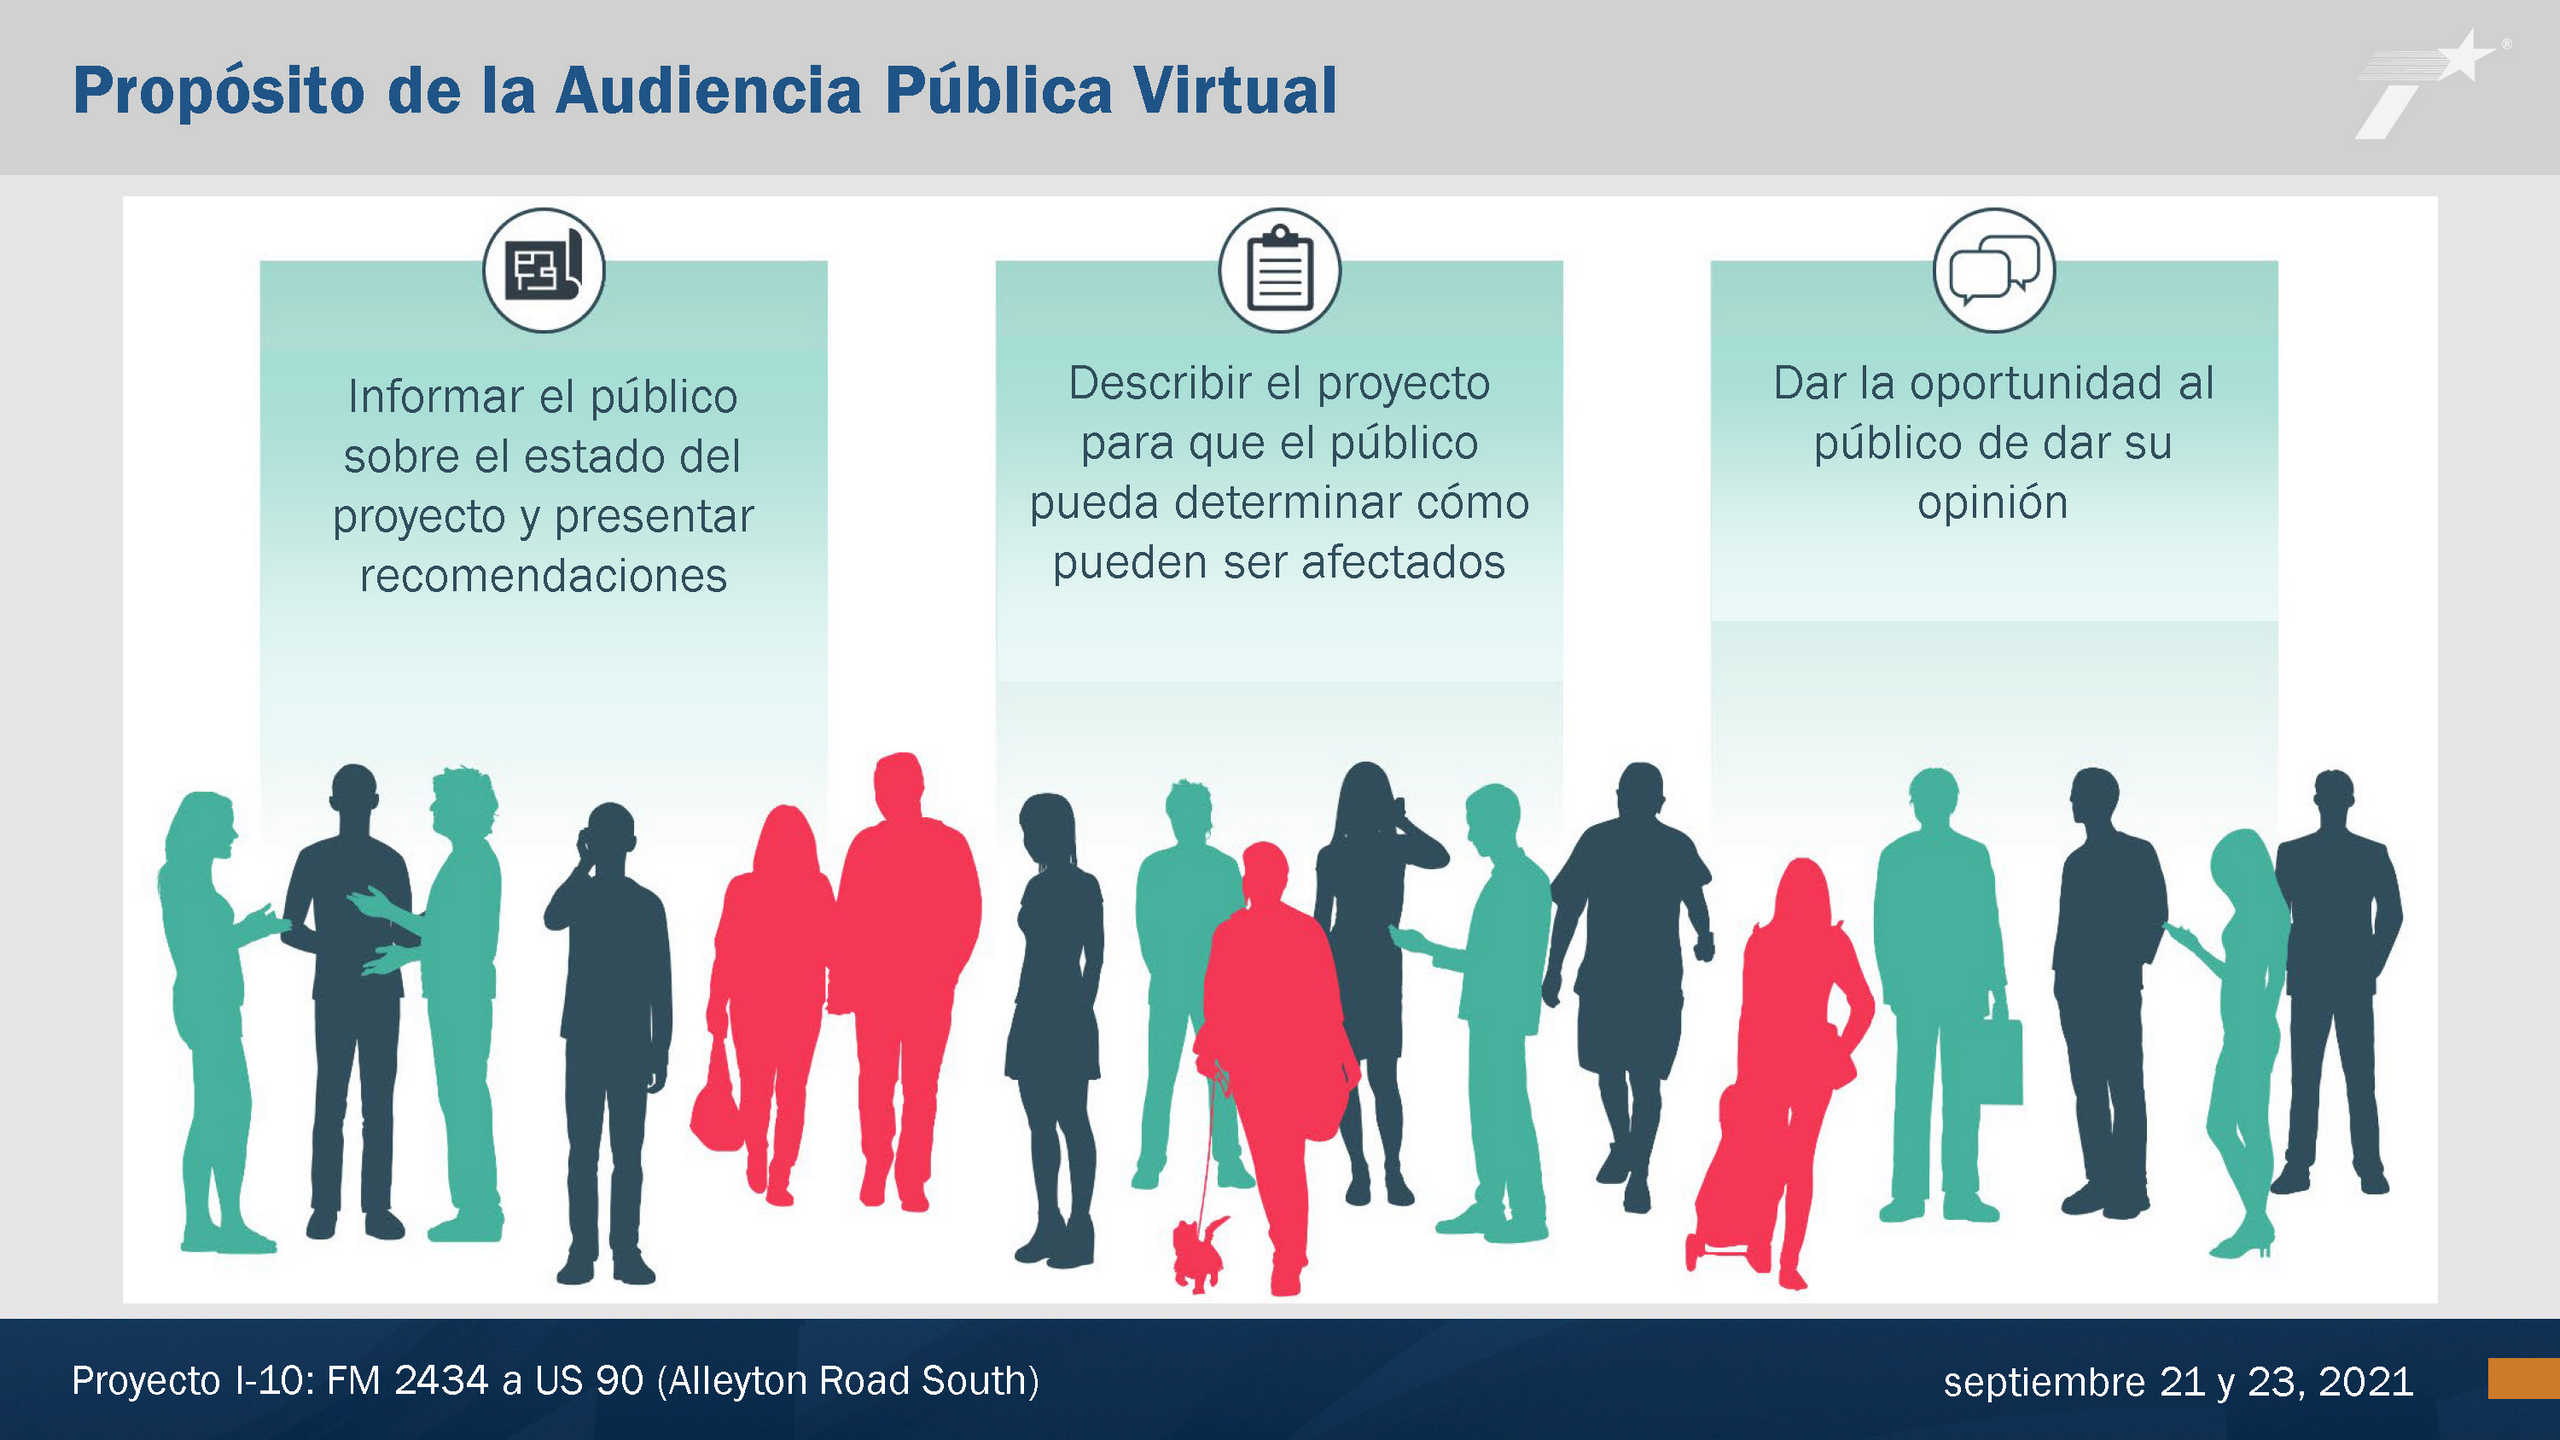 Propósito de la Audiencia Pública Virtual
®
Informar el público
sobre el estado del
proyecto y presentar
recomendaciones
Describir el proyecto
para que el público
pueda determinar cómo
pueden ser afectados
Dar la oportunidad al
público de dar su
opinión
Proyecto I-10: FM 2434 a US 90 (Alleyton Road South)
septiembre 21 y 23, 2021